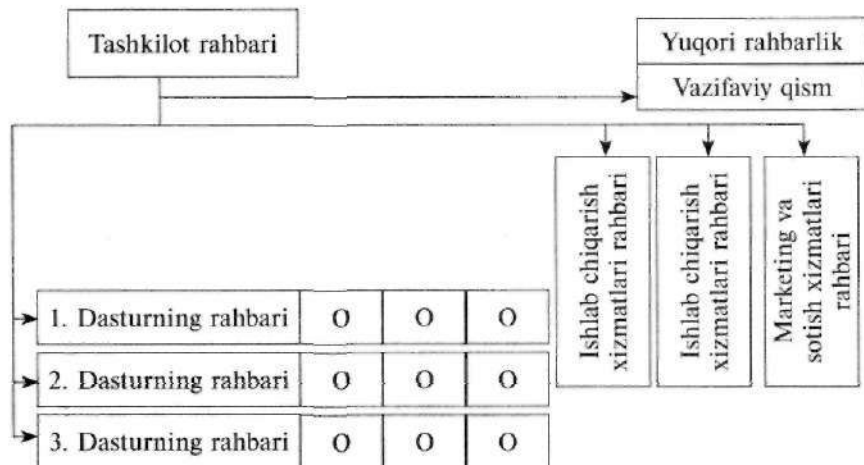 Tashkilot rahbari
Yuqori rahbarlik
Vazifaviy qism
Ishlab chiqarish
xizmatlari rahbari
Ishlab chiqarish
xizmatlari rahbari
Marketing va
sotish xizmatlari
rahbari
1. Dasturning rahbari O O O
2. Dasturning rahbari O O O
3. Dasturning rahbari O O O